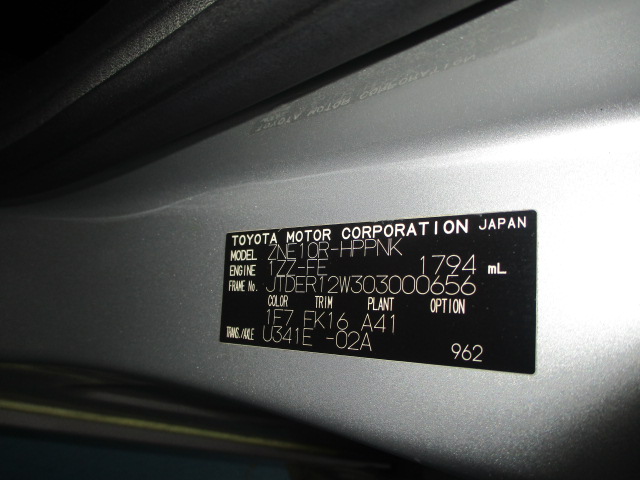 TOYOTA MOTOR CORPORATION JAPAN
MODEL ZNE10R-HPPNK
ENGINE 1ZZ-FE 1794 mL
FRAME No. JTDER12W303000656
COLOR TRIM PLANT OPTION
1F7 FK16 A41
TRANS./AXLE U341E -02A
962